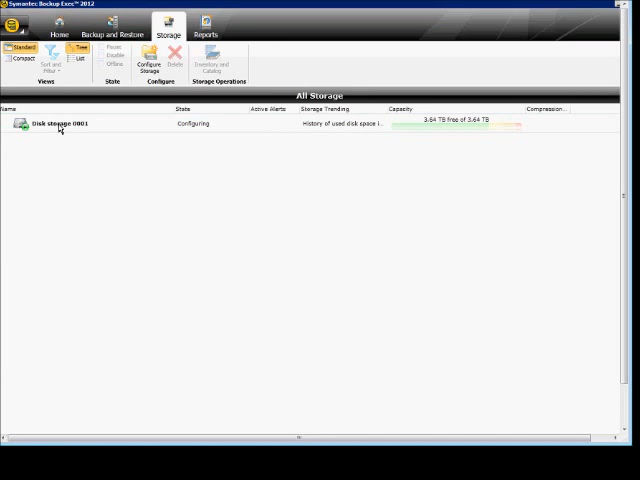 Symantec Backup Exec™ 2012
Home Backup and Restore Storage Reports
Standard Tree Pause
Compact Sort and Filter List Disable
Offline
Configure Storage Delete Inventory and Catalog
Views State Configure Storage Operations
All Storage
Name State Active Alerts Storage Trending Capacity Compression...
Disk storage 0001 Configuring History of used disk space i... 3.64 TB free of 3.64 TB